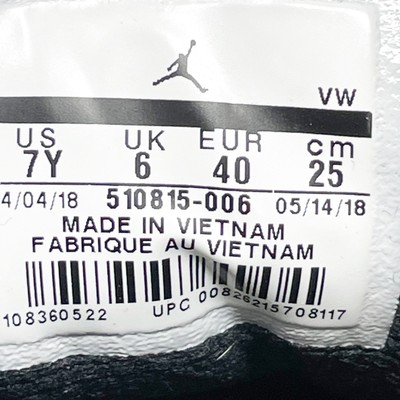 VW
US UK EUR cm
7Y 6 40 25
4/04/18 510815-006 05/14/18
MADE IN VIETNAM
FABRIQUE AU VIETNAM
108360522 UPC 00826215708117